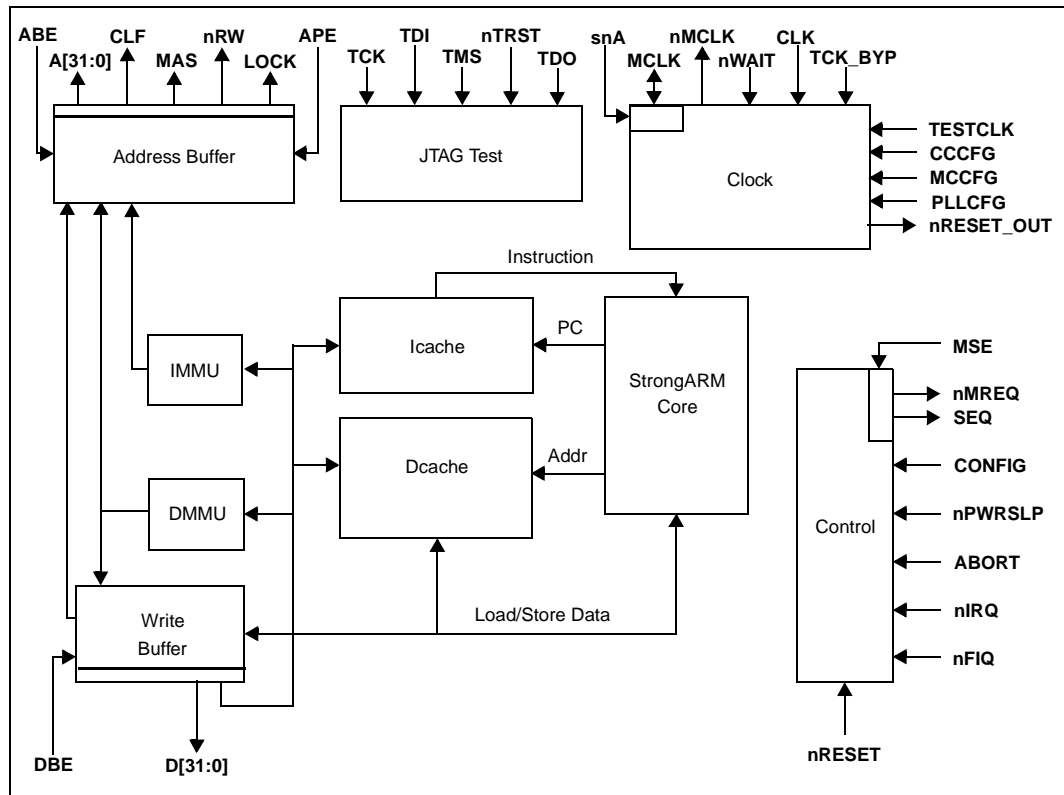 ABE
CLF
nRW
APE
A[31:0]
MAS
LOCK
TDI
nTRST
TCK
TMS
TDO
snA
nMCLK
CLK
MCLK
nWAIT
TCK_BYP
Address Buffer
JTAG Test
Clock
TESTCLK
CCCFG
MCCFG
PLLCFG
nRESET_OUT
Instruction
PC
Icache
IMMU
StrongARM
Core
MSE
nMREQ
SEQ
Dcache
Addr
CONFIG
DMMU
Control
nPWRSLP
ABORT
Write
Buffer
Load/Store Data
nIRQ
nFIQ
DBE
D[31:0]
nRESET